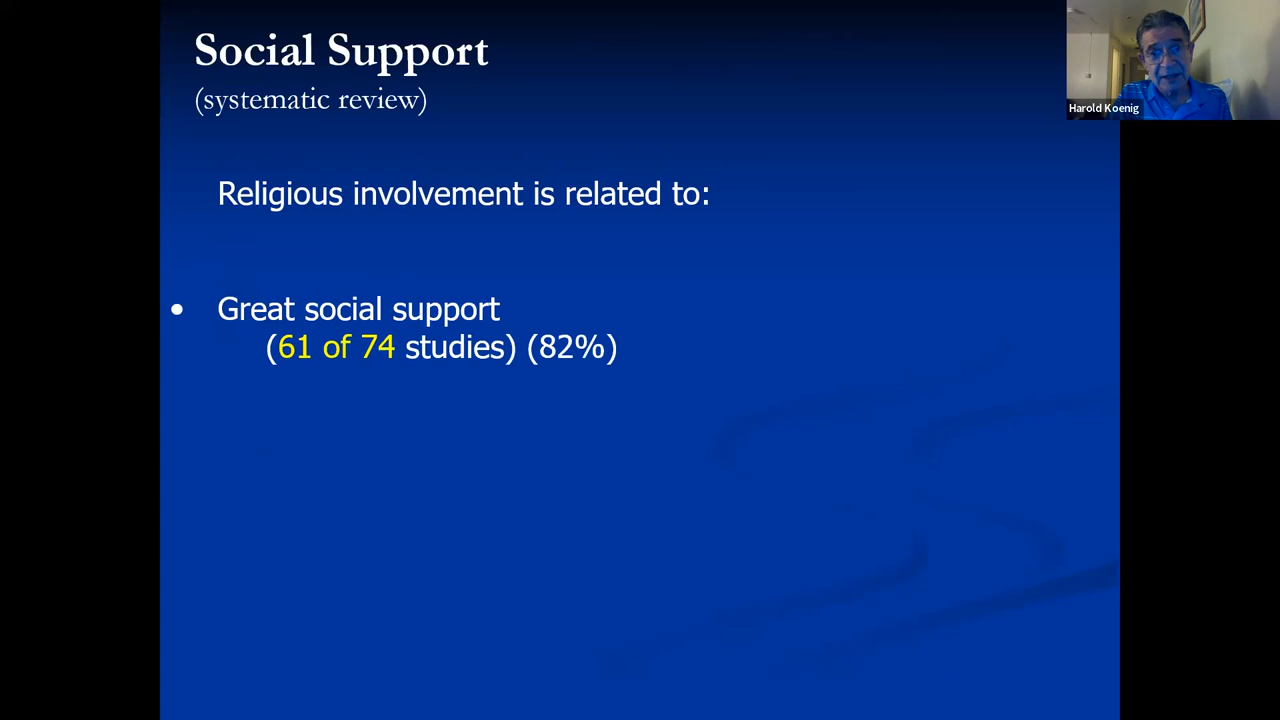 Social Support
(systematic review)
Harold Koenig
Religious involvement is related to:
• Great social support
(61 of 74 studies) (82%)